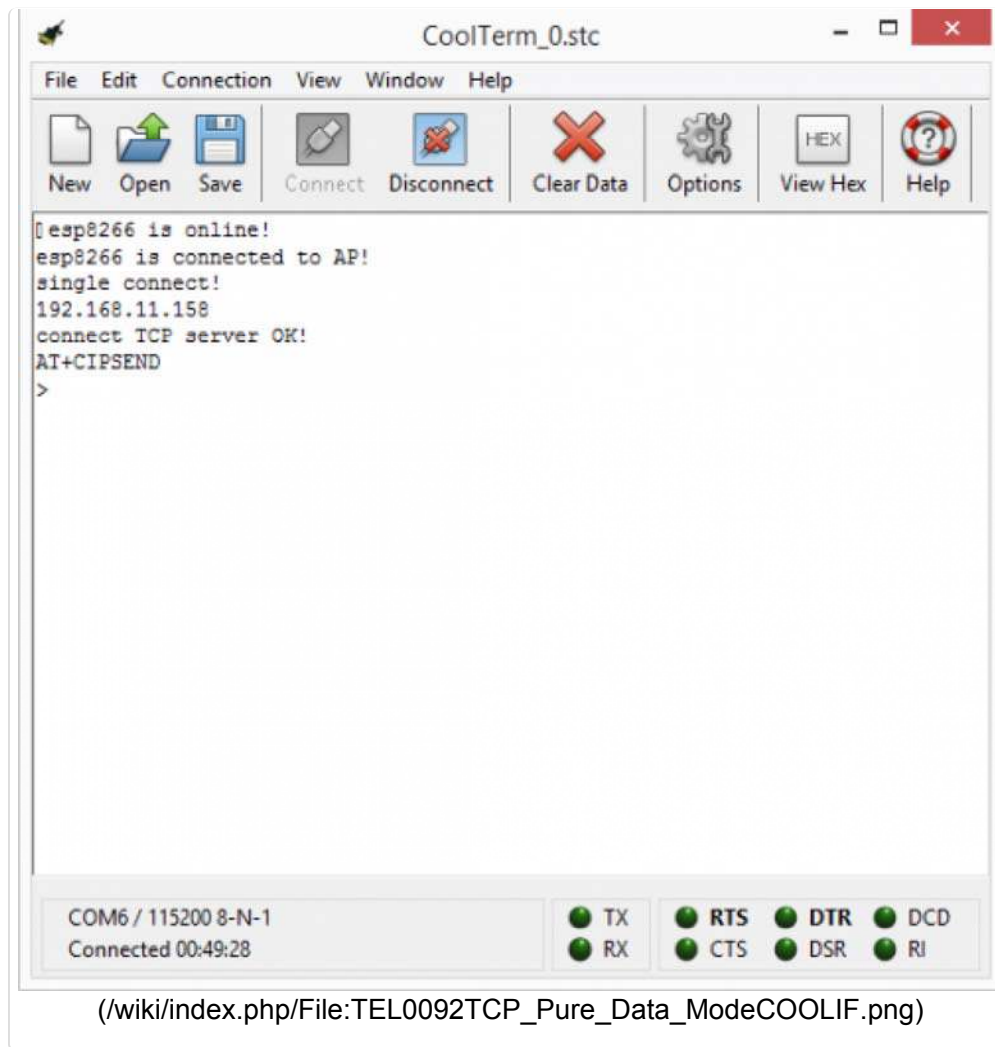 CoolTerm_0.stc
File Edit Connection View Window Help
HEX
New Open Save Connect Disconnect Clear Data Options View Hex Help
esp8266 is online!
esp8266 is connected to AP!
single connect!
192.168.11.158
connect TCP server OK!
AT+CIPSEND
>
COM6 / 115200 8-N-1 TX RTS DTR DCD
Connected 00:49:28 RX CTS DSR RI
(/wiki/index.php/File:TEL0092TCP_Pure_Data_ModeCOOLIF.png)